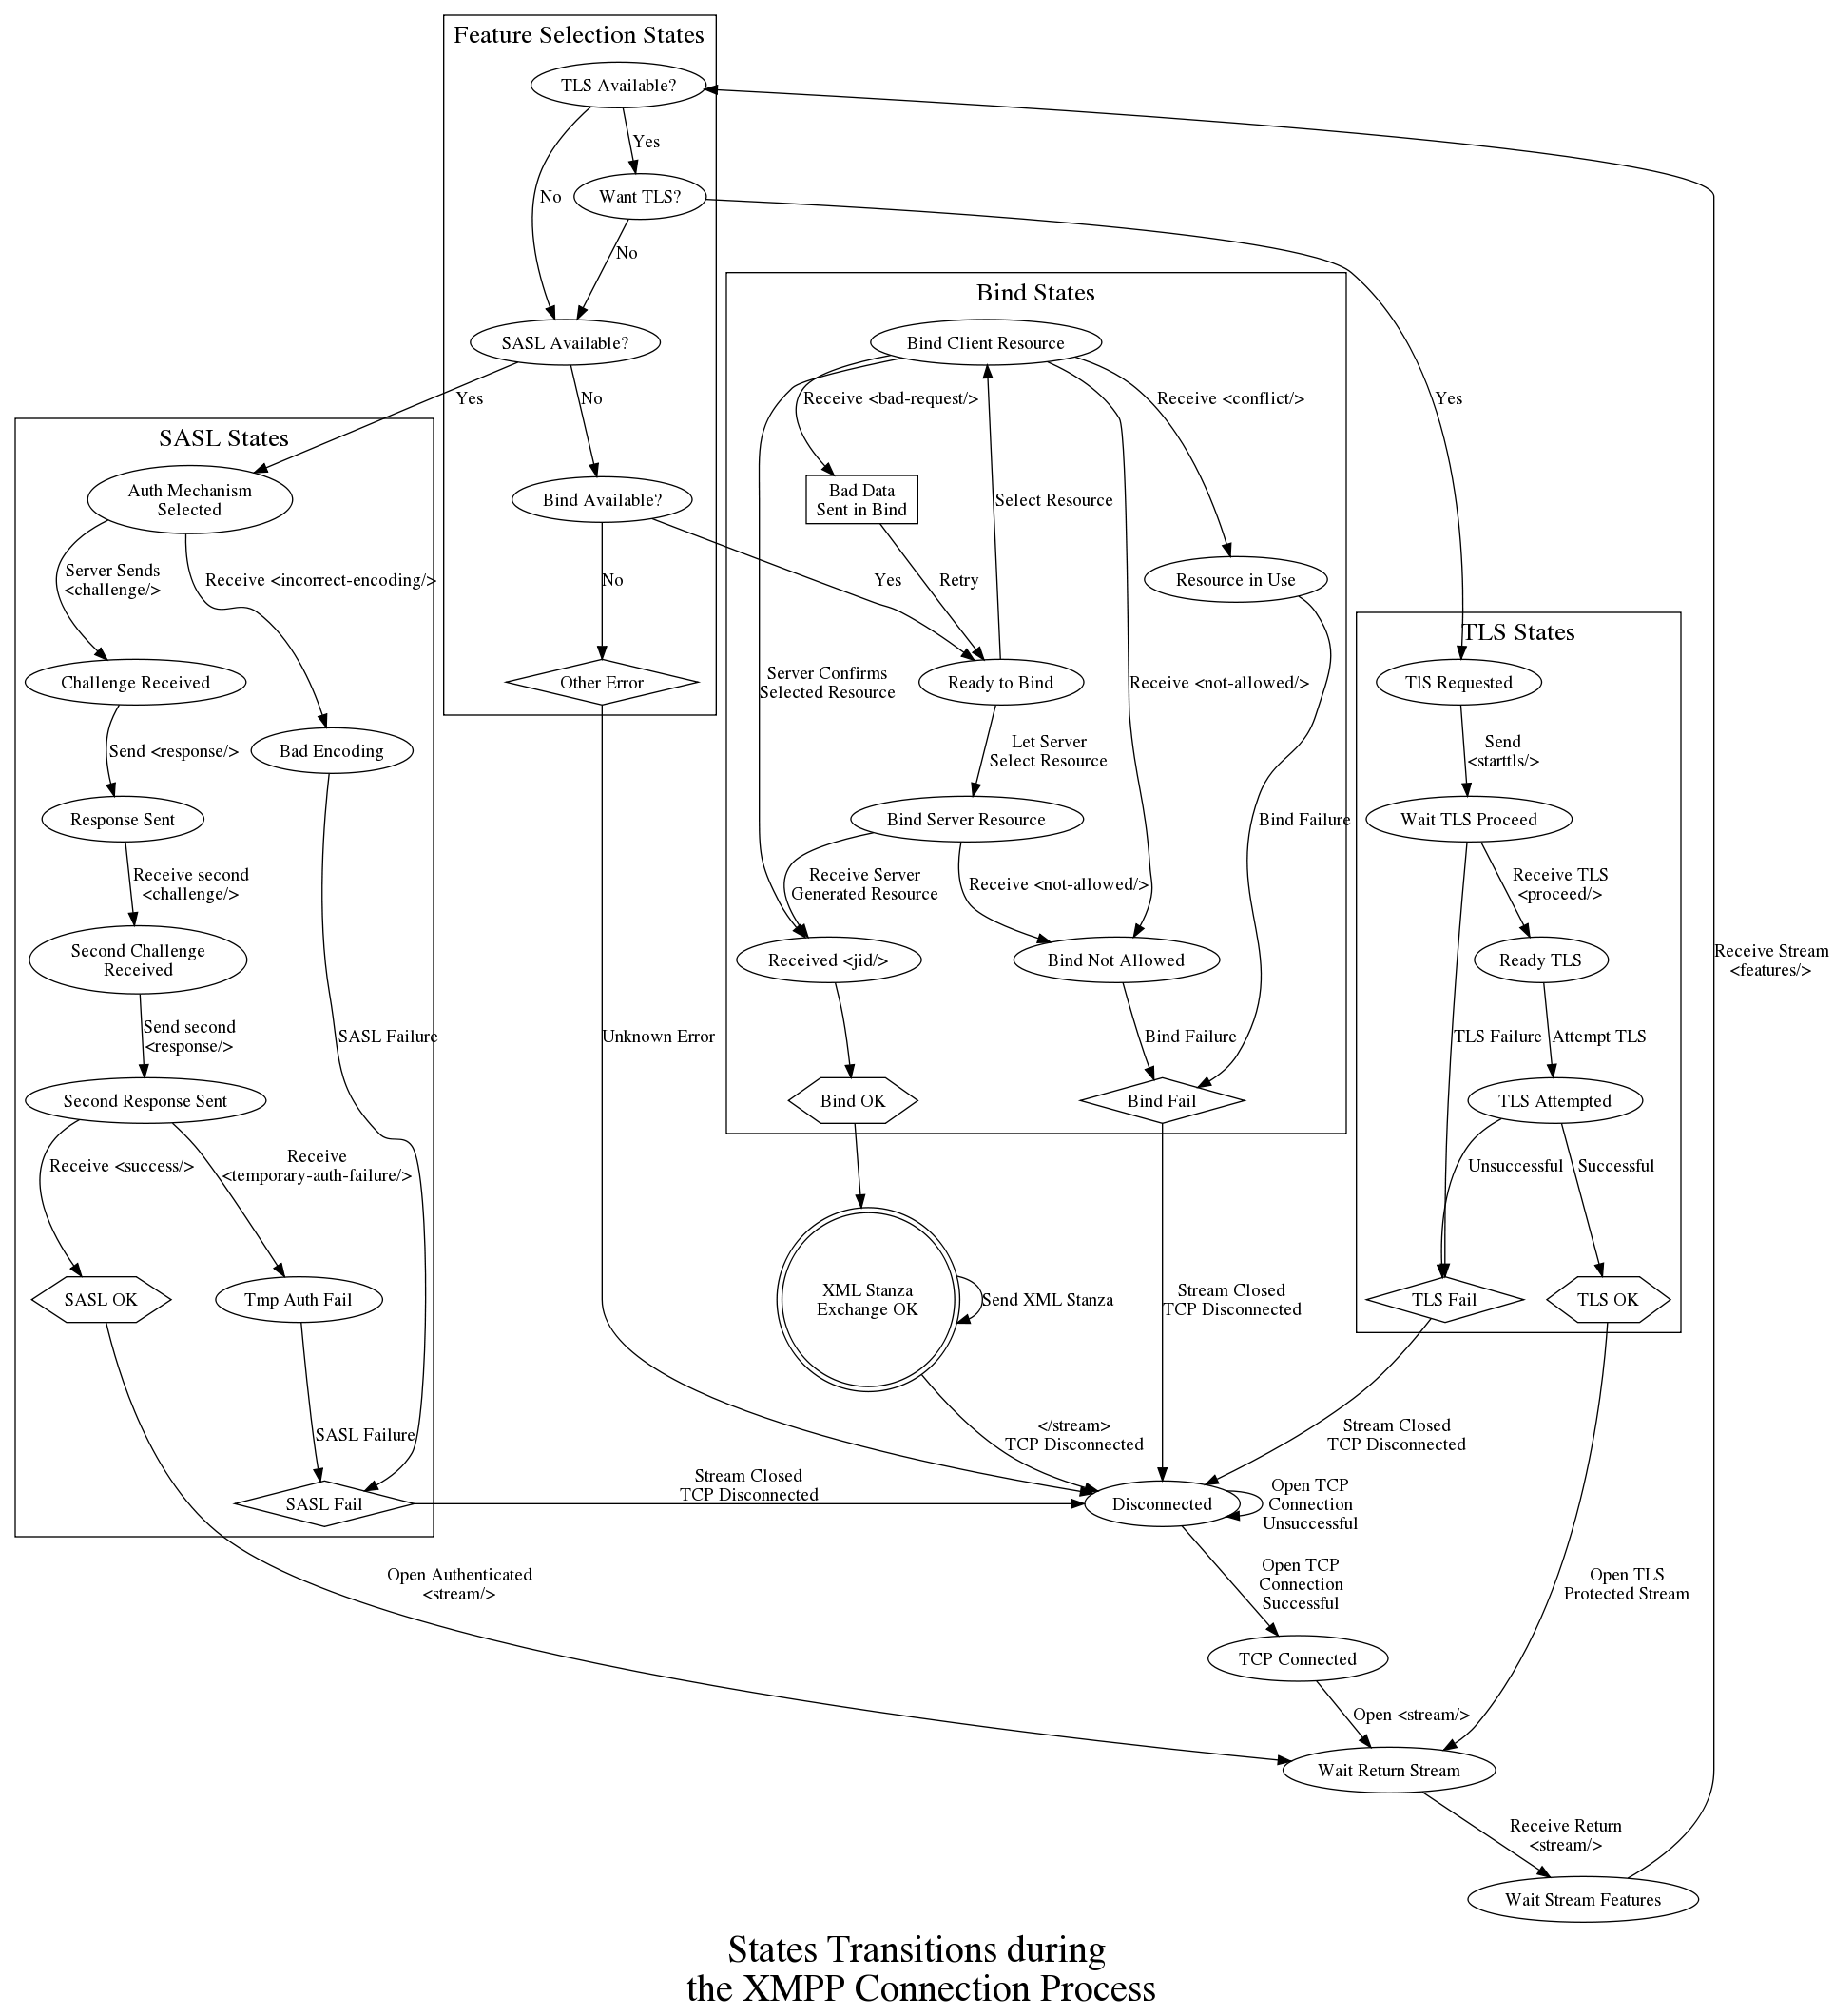 Feature Selection States
TLS Available?
Yes
No
Want TLS?
No
Yes
SASL Available?
Yes
No
Bind Available?
No
Yes
Other Error
Unknown Error
Bind States
Bind Client Resource
Receive <bad-request/>
Receive <conflict/>
Bad Data
Sent in Bind
Select Resource
Retry
Resource in Use
Server Confirms
Selected Resource
Ready to Bind
Receive <not-allowed/>
Let Server
Select Resource
Bind Server Resource
Bind Failure
Receive Server
Generated Resource
Receive <not-allowed/>
Received <jid/>
Bind Not Allowed
Bind Failure
Bind OK
Bind Fail
SASL States
Auth Mechanism
Selected
Server Sends
<challenge/>
Receive <incorrect-encoding/>
Challenge Received
Send <response/>
Bad Encoding
Response Sent
Receive second
<challenge/>
Second Challenge
Received
Send second
<response/>
SASL Failure
Second Response Sent
Receive <success/>
Receive
<temporary-auth-failure/>
SASL OK
Tmp Auth Fail
SASL Failure
SASL Fail
TLS States
TlS Requested
Send
<starttls/>
Wait TLS Proceed
Receive TLS
<proceed/>
Ready TLS
TLS Failure
Attempt TLS
TLS Attempted
Unsuccessful
Successful
TLS Fail
TLS OK
XML Stanza
Exchange OK
Send XML Stanza
Stream Closed
TCP Disconnected
</stream>
TCP Disconnected
Stream Closed
TCP Disconnected
Stream Closed
TCP Disconnected
Disconnected
Open TCP
Connection
Unsuccessful
Open Authenticated
<stream/>
Open TCP
Connection
Successful
Open TLS
Protected Stream
TCP Connected
Open <stream/>
Wait Return Stream
Receive Return
<stream/>
Wait Stream Features
Receive Stream
<features/>
States Transitions during
the XMPP Connection Process